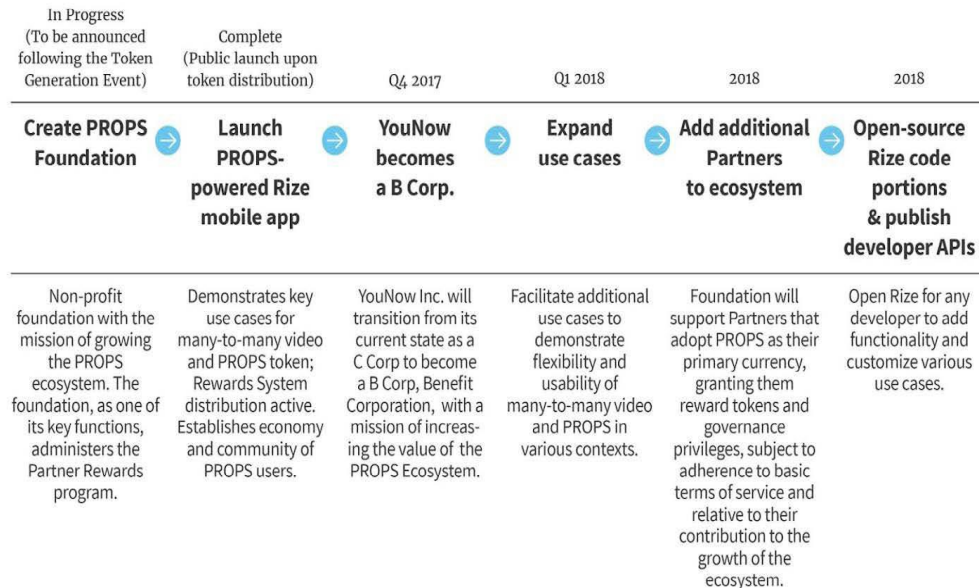 In Progress
(To be announced
following the Token
Generation Event)
Complete
(Public launch upon
token distribution)
Q4 2017
Q1 2018
2018
2018
Create PROPS
Foundation
Launch
PROPS-
powered Rize
mobile app
YouNow
becomes
a B Corp.
Expand
use cases
Add additional
Partners
to ecosystem
Open-source
Rize code
portions
& publish
developer APIs
Non-profit
foundation with the
mission of growing
the PROPS
ecosystem. The
foundation, as one of
its key functions,
administers the
Partner Rewards
program.
Demonstrates key
use cases for
many-to-many video
and PROPS token;
Rewards System
distribution active.
Establishes economy
and community of
PROPS users.
YouNow Inc. will
transition from its
current state as a
C Corp to become
a B Corp, Benefit
Corporation, with a
mission of increas-
ing the value of the
PROPS Ecosystem.
Facilitate additional
use cases to
demonstrate
flexibility and
usability of
many-to-many video
and PROPS in
various contexts.
Foundation will
support Partners that
adopt PROPS as their
primary currency,
granting them
reward tokens and
governance
privileges, subject to
adherence to basic
terms of service and
relative to their
contribution to the
growth of the
ecosystem.
Open Rize for any
developer to add
functionality and
customize various
use cases.